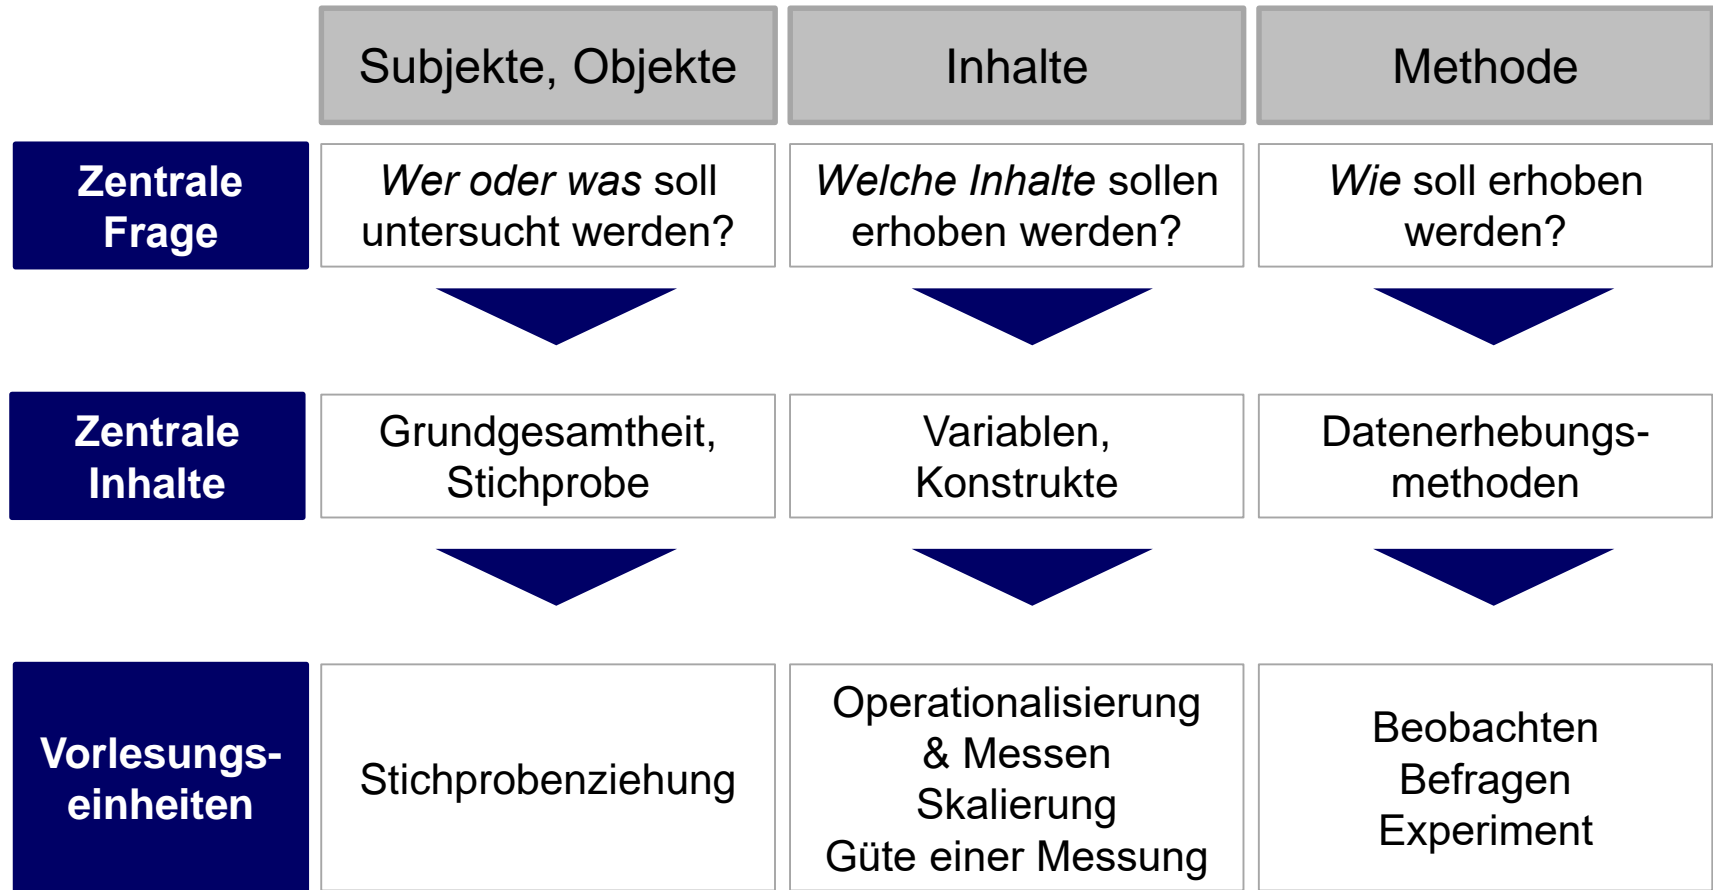 Subjekte, Objekte
Inhalte
Methode
Zentrale
Frage
Wer oder was soll
untersucht werden?
Welche Inhalte sollen
erhoben werden?
Wie soll erhoben
werden?
Zentrale
Inhalte
Grundgesamtheit,
Stichprobe
Variablen,
Konstrukte
Datenerhebungs-
methoden
Vorlesungs-
einheiten
Stichprobenziehung
Operationalisierung
& Messen
Skalierung
Güte einer Messung
Beobachten
Befragen
Experiment